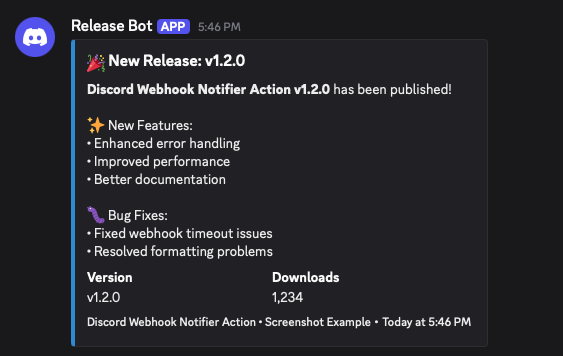 Release Bot APP 5:46 PM
🎉 New Release: v1.2.0
Discord Webhook Notifier Action v1.2.0 has been published!
✨ New Features:
• Enhanced error handling
• Improved performance
• Better documentation
🐛 Bug Fixes:
• Fixed webhook timeout issues
• Resolved formatting problems
Version Downloads
v1.2.0 1,234
Discord Webhook Notifier Action • Screenshot Example • Today at 5:46 PM